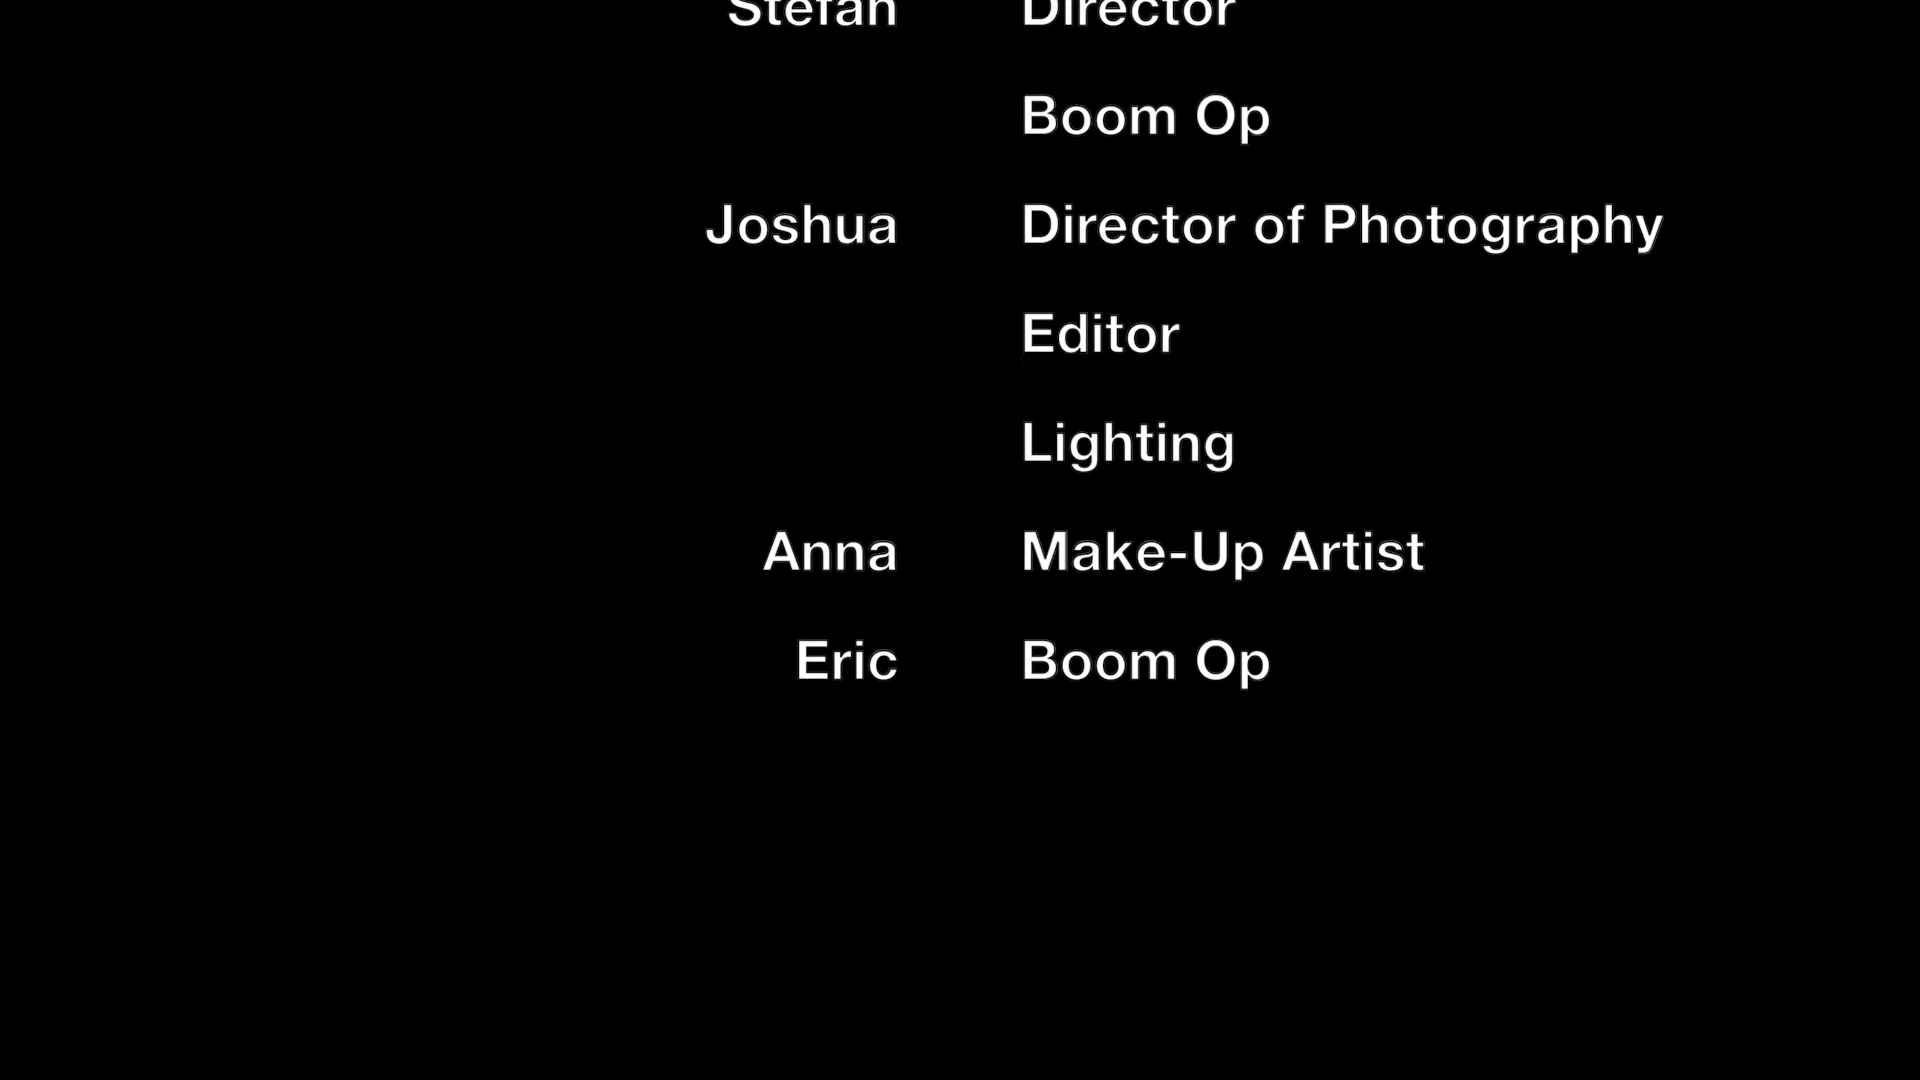 Stefan Director
Boom Op
Joshua Director of Photography
Editor
Lighting
Anna Make-Up Artist
Eric Boom Op